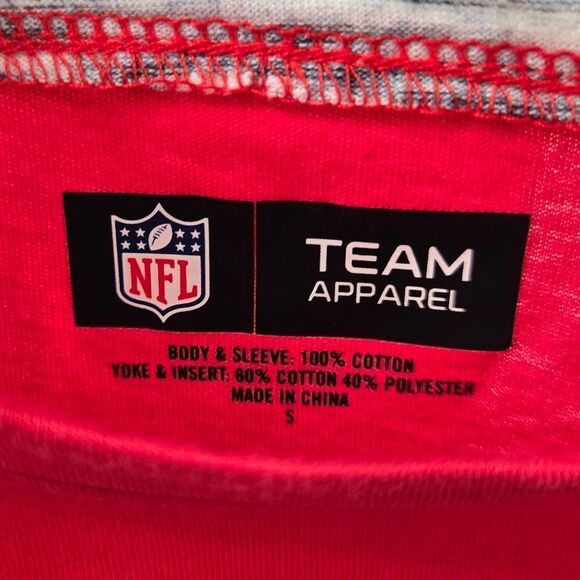 NFL
TEAM
APPAREL
BODY & SLEEVE: 100% COTTON
YOKE & INSERT: 60% COTTON 40% POLYESTER
MADE IN CHINA
S